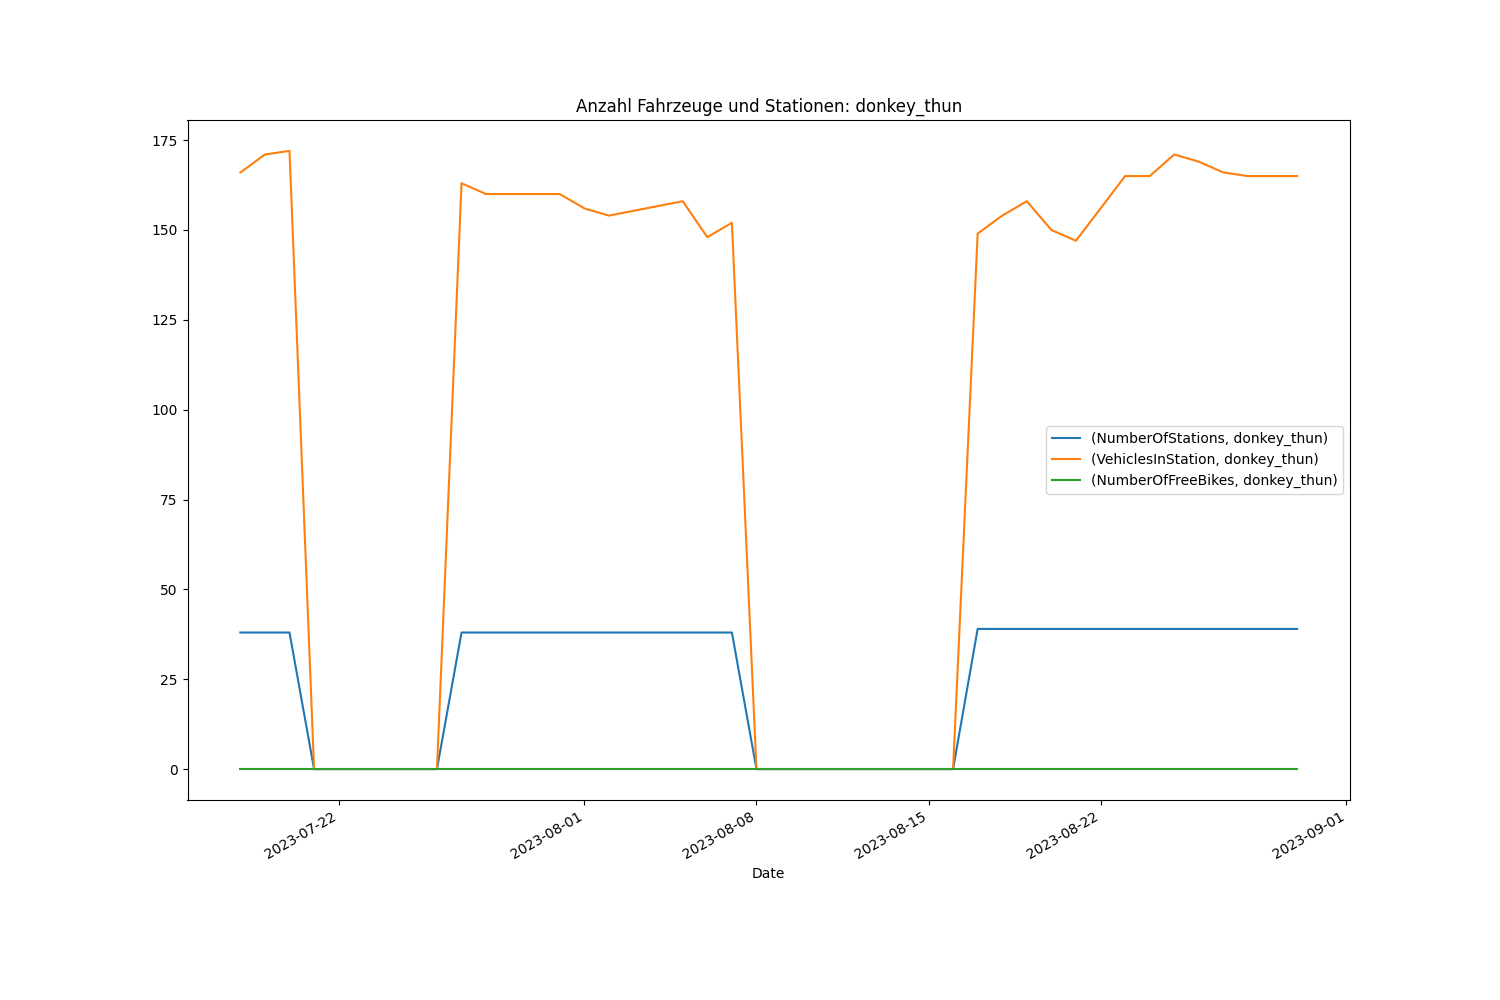 Anzahl Fahrzeuge und Stationen: donkey_thun
175
150
125
100
75
50
25
0
(NumberOfStations, donkey_thun)
(VehiclesInStation, donkey_thun)
(NumberOfFreeBikes, donkey_thun)
2023-07-22
2023-08-01
2023-08-08
2023-08-15
2023-08-22
2023-09-01
Date